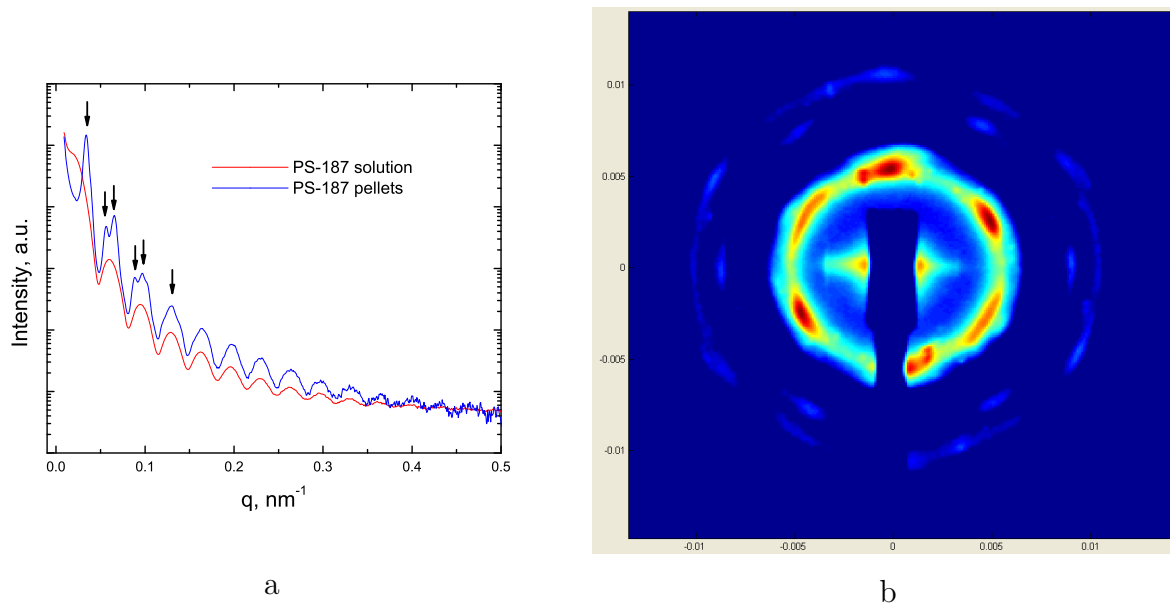 PS-187 solution
PS-187 pellets
Intensity, a.u.
0.0 0.1 0.2 0.3 0.4 0.5
q, nm-1
a
0.01
0.005
0
-0.005
-0.01
-0.01 -0.005 0 0.005 0.01
b